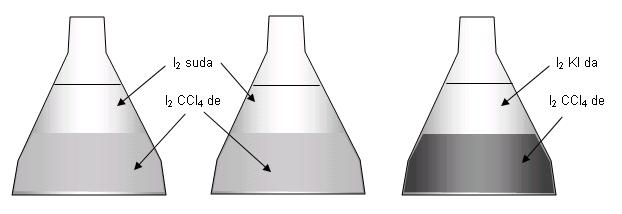 I₂ suda
I₂ CCl₄ de
I₂ KI da
I₂ CCl₄ de